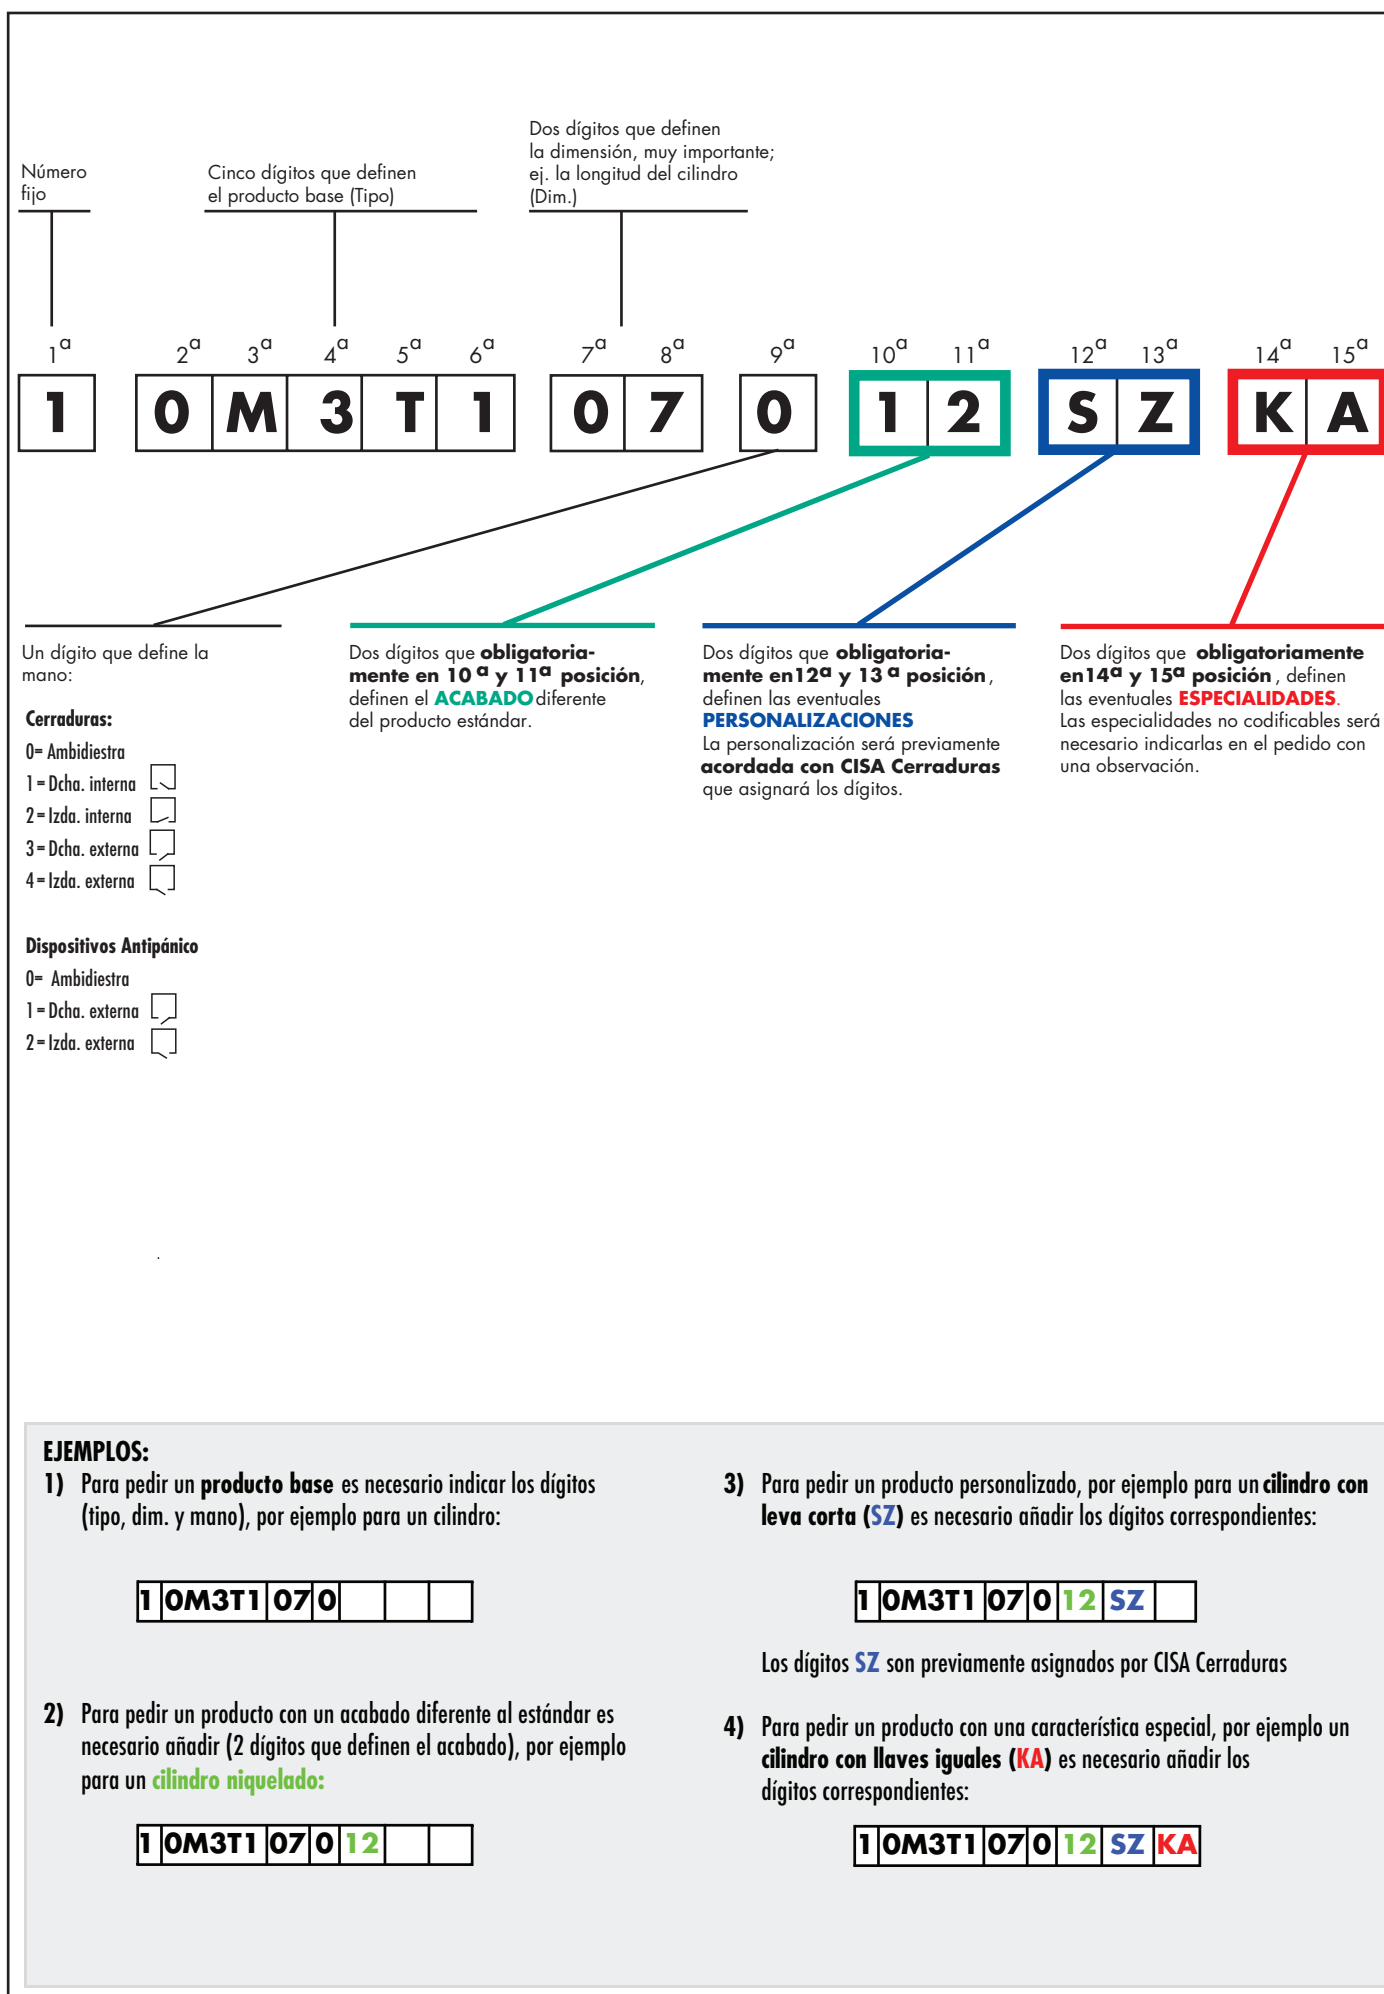 Número
fijo
Cinco dígitos que definen
el producto base (Tipo)
Dos dígitos que definen
la dimensión, muy importante;
ej. la longitud del cilindro
(Dim.)
1ª 2ª 3ª 4ª 5ª 6ª 7ª 8ª 9ª 10ª 11ª 12ª 13ª 14ª 15ª
1 0 M 3 T 1 0 7 0 1 2 S Z K A
Un dígito que define la
mano:
Cerraduras:
0= Ambidiestra
1 = Dcha. interna
2 = Izda. interna
3 = Dcha. externa
4 = Izda. externa
Dispositivos Antipánico
0= Ambidiestra
1 = Dcha. externa
2 = Izda. externa
Dos dígitos que obligatoria-
mente en 10 ª y 11ª posición,
definen el ACABADO diferente
del producto estándar.
Dos dígitos que obligatoria-
mente en12ª y 13 ª posición,
definen las eventuales
PERSONALIZACIONES
La personalización será previamente
acordada con CISA Cerraduras
que asignará los dígitos.
Dos dígitos que obligatoriamente
en14ª y 15ª posición, definen
las eventuales ESPECIALIDADES.
Las especialidades no codificables será
necesario indicarlas en el pedido con
una observación.
EJEMPLOS:
1) Para pedir un producto base es necesario indicar los dígitos
(tipo, dim. y mano), por ejemplo para un cilindro:
1 0M3T1 07 0
2) Para pedir un producto con un acabado diferente al estándar es
necesario añadir (2 dígitos que definen el acabado), por ejemplo
para un cilindro niquelado:
1 0M3T1 07 0 12
3) Para pedir un producto personalizado, por ejemplo para un cilindro con
leva corta (SZ) es necesario añadir los dígitos correspondientes:
1 0M3T1 07 0 12 SZ
Los dígitos SZ son previamente asignados por CISA Cerraduras
4) Para pedir un producto con una característica especial, por ejemplo un
cilindro con llaves iguales (KA) es necesario añadir los
dígitos correspondientes:
1 0M3T1 07 0 12 SZ KA